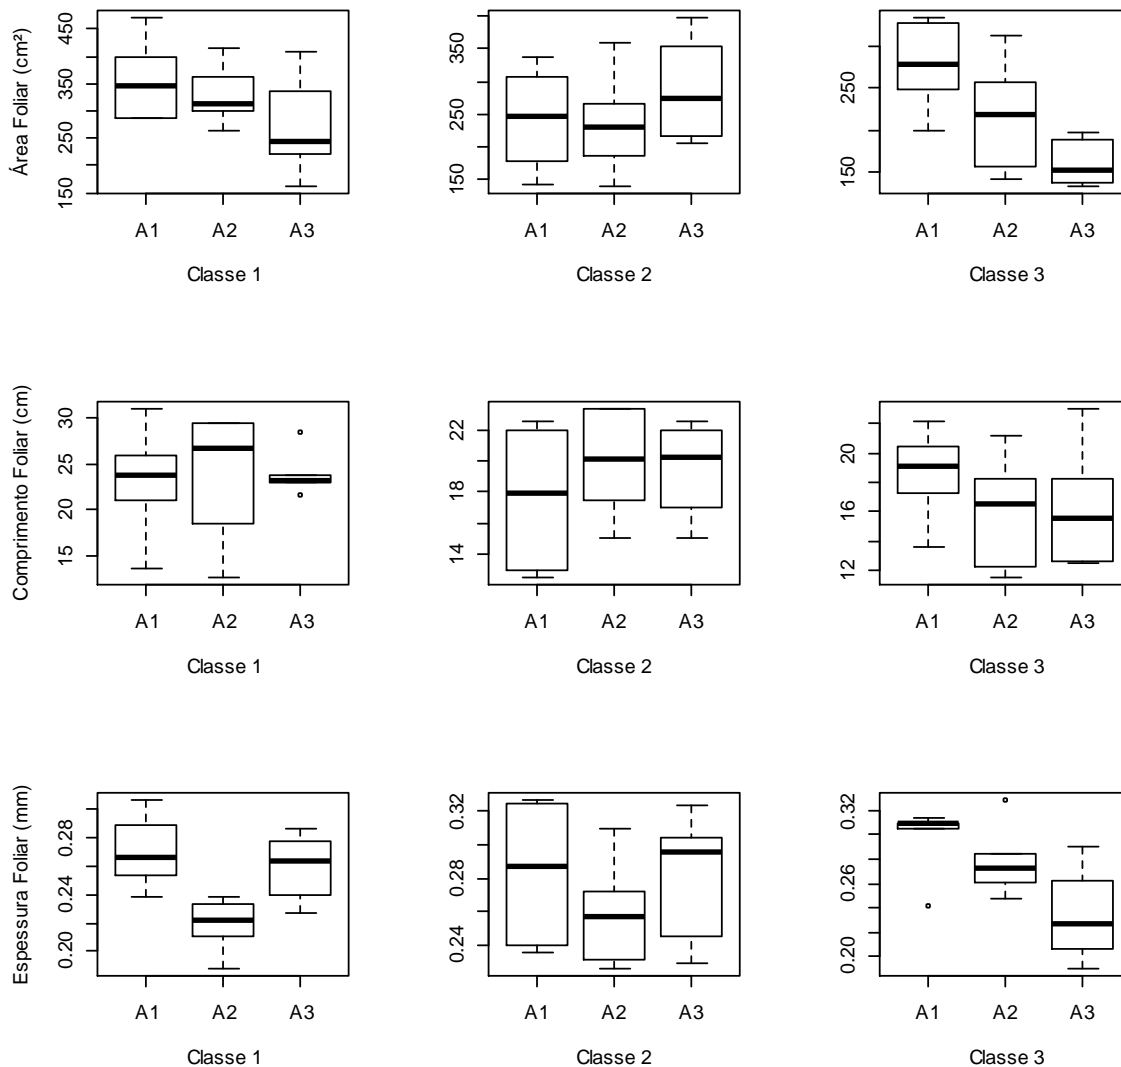 Área Foliar (cm²)
450
350
250
150
A1 A2 A3
Classe 1
350
250
150
A1 A2 A3
Classe 2
250
150
A1 A2 A3
Classe 3
Comprimento Foliar (cm)
30
25
20
15
A1 A2 A3
Classe 1
22
18
14
A1 A2 A3
Classe 2
20
16
12
A1 A2 A3
Classe 3
Espessura Foliar (mm)
0.28
0.24
0.20
A1 A2 A3
Classe 1
0.32
0.28
0.24
A1 A2 A3
Classe 2
0.32
0.26
0.20
A1 A2 A3
Classe 3